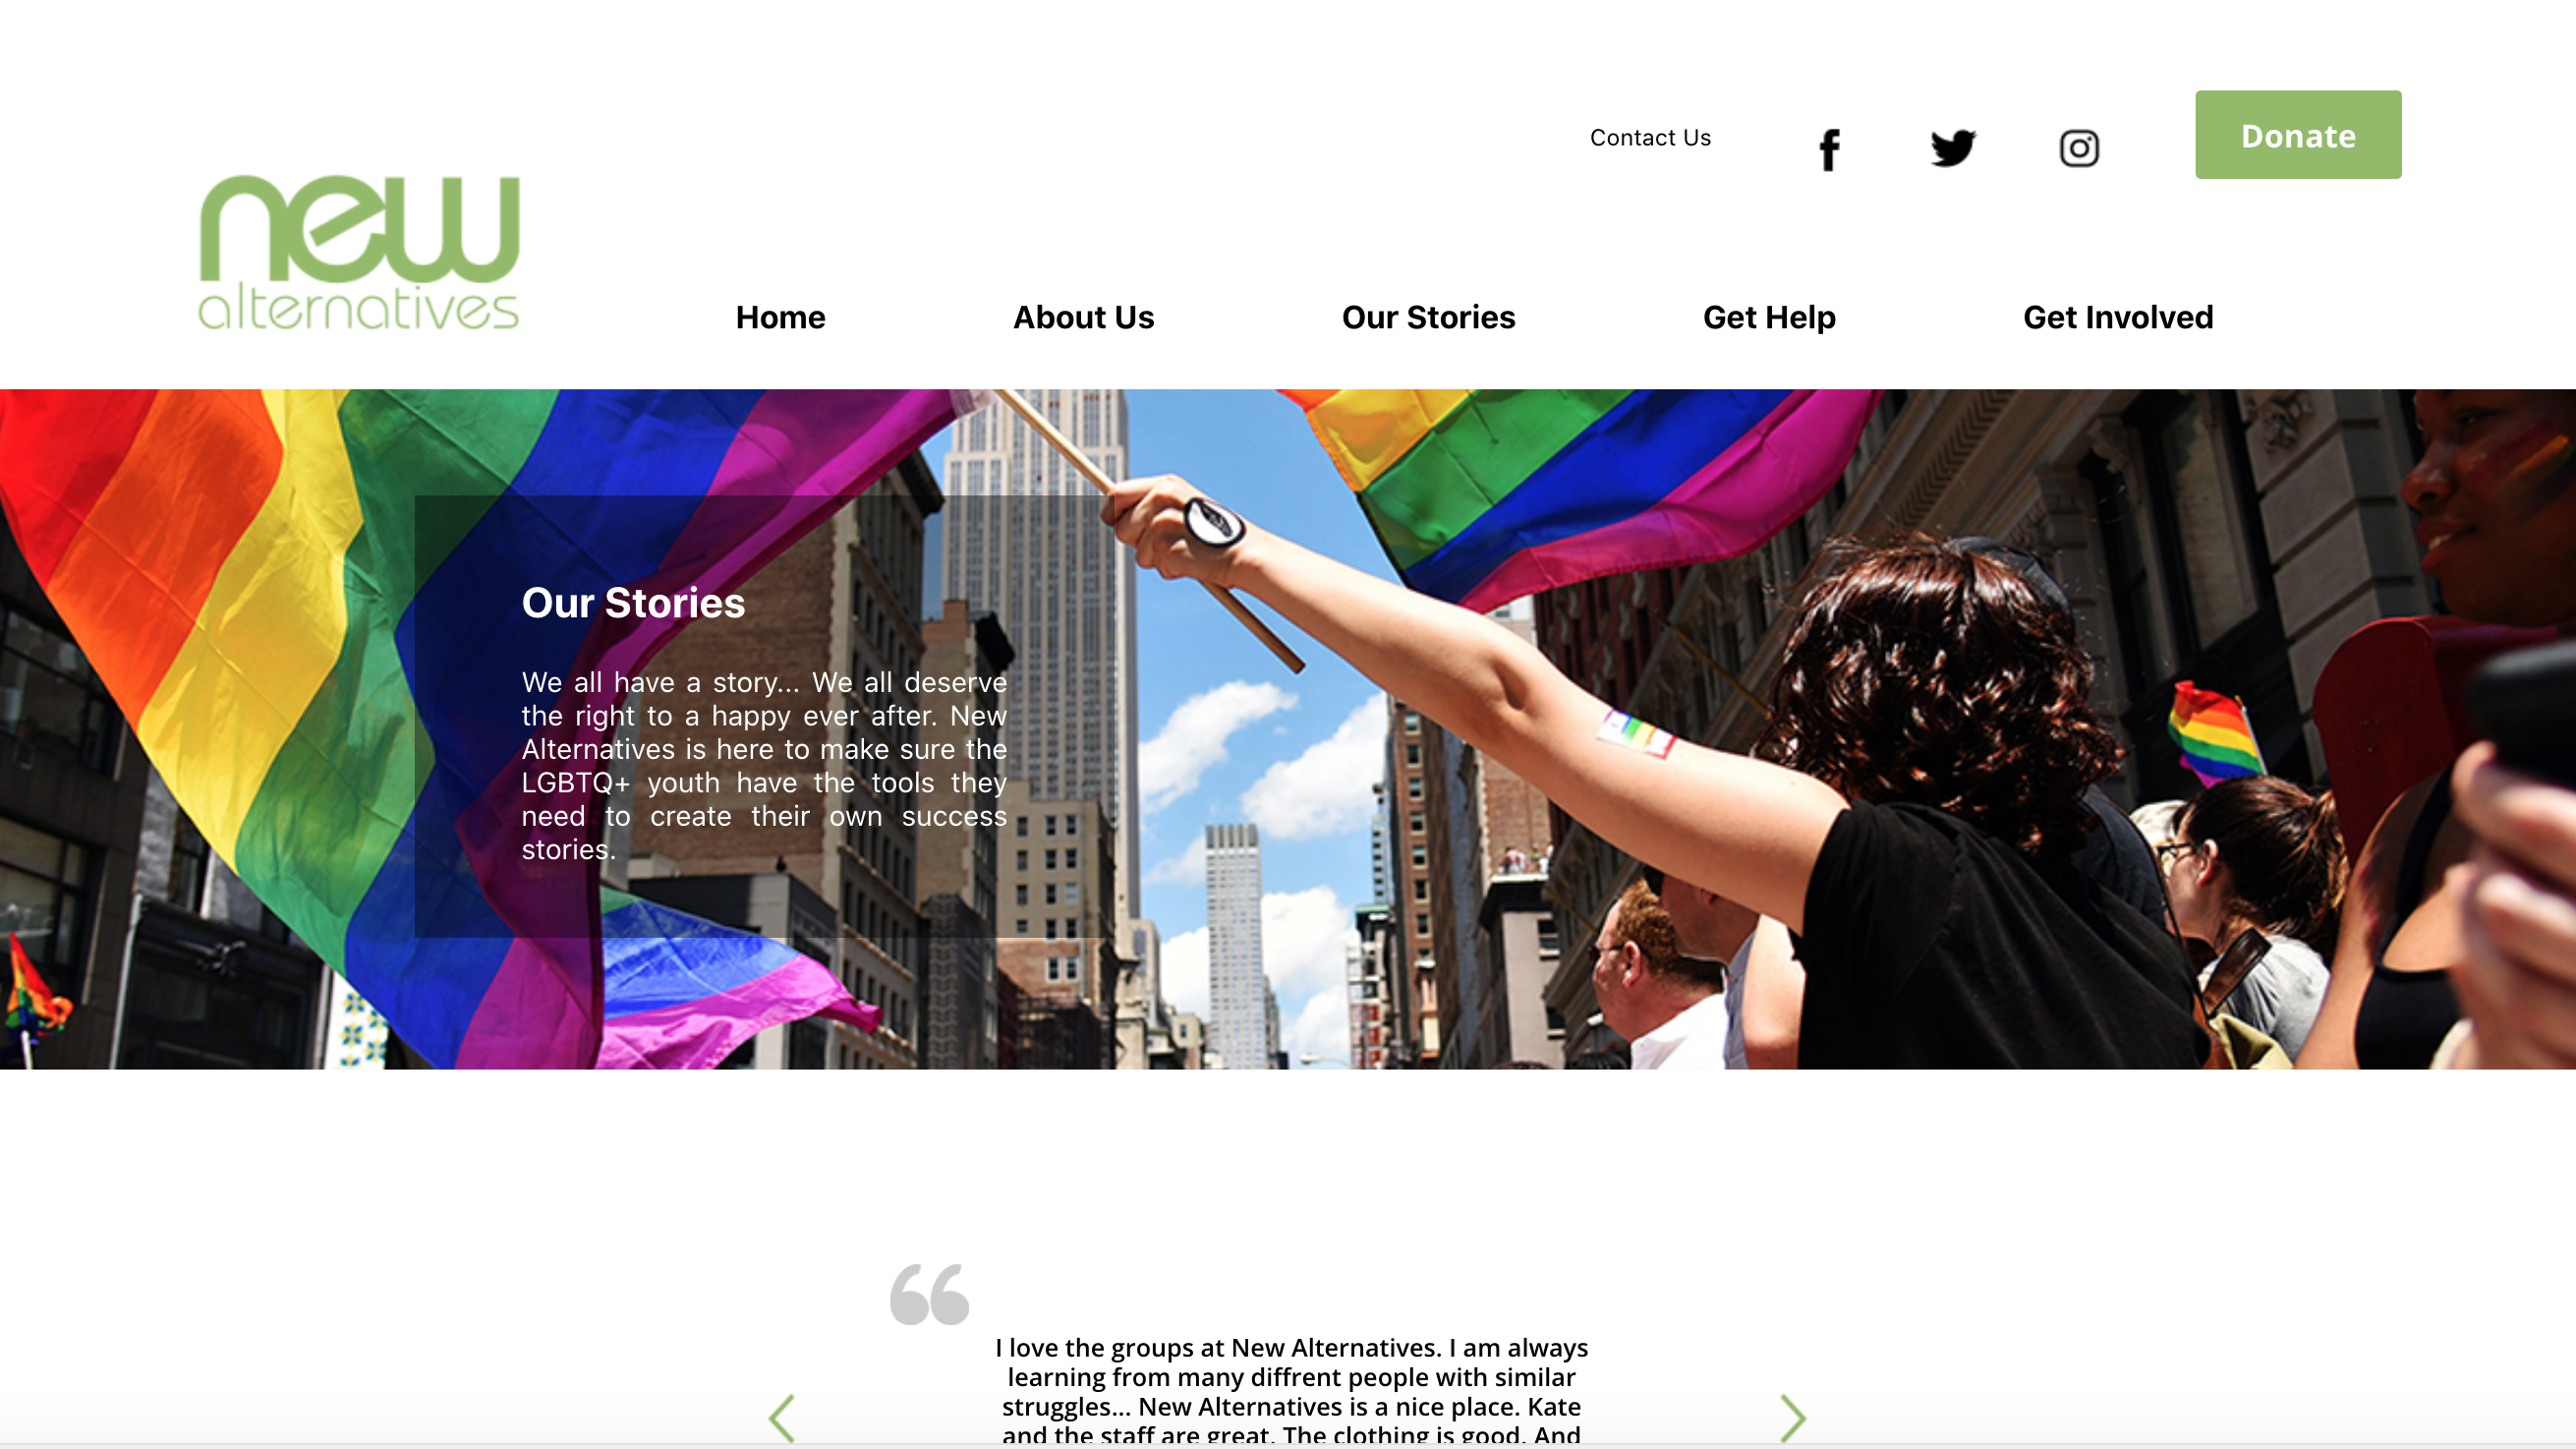 Contact Us
Donate
new
alternatives
Home
About Us
Our Stories
Get Help
Get Involved
Our Stories
We all have a story... We all deserve
the right to a happy ever after. New
Alternatives is here to make sure the
LGBTQ+ youth have the tools they
need to create their own success
stories.
I love the groups at New Alternatives. I am always
learning from many diffrent people with similar
struggles... New Alternatives is a nice place. Kate
and the staff are great. The clothing is good. And